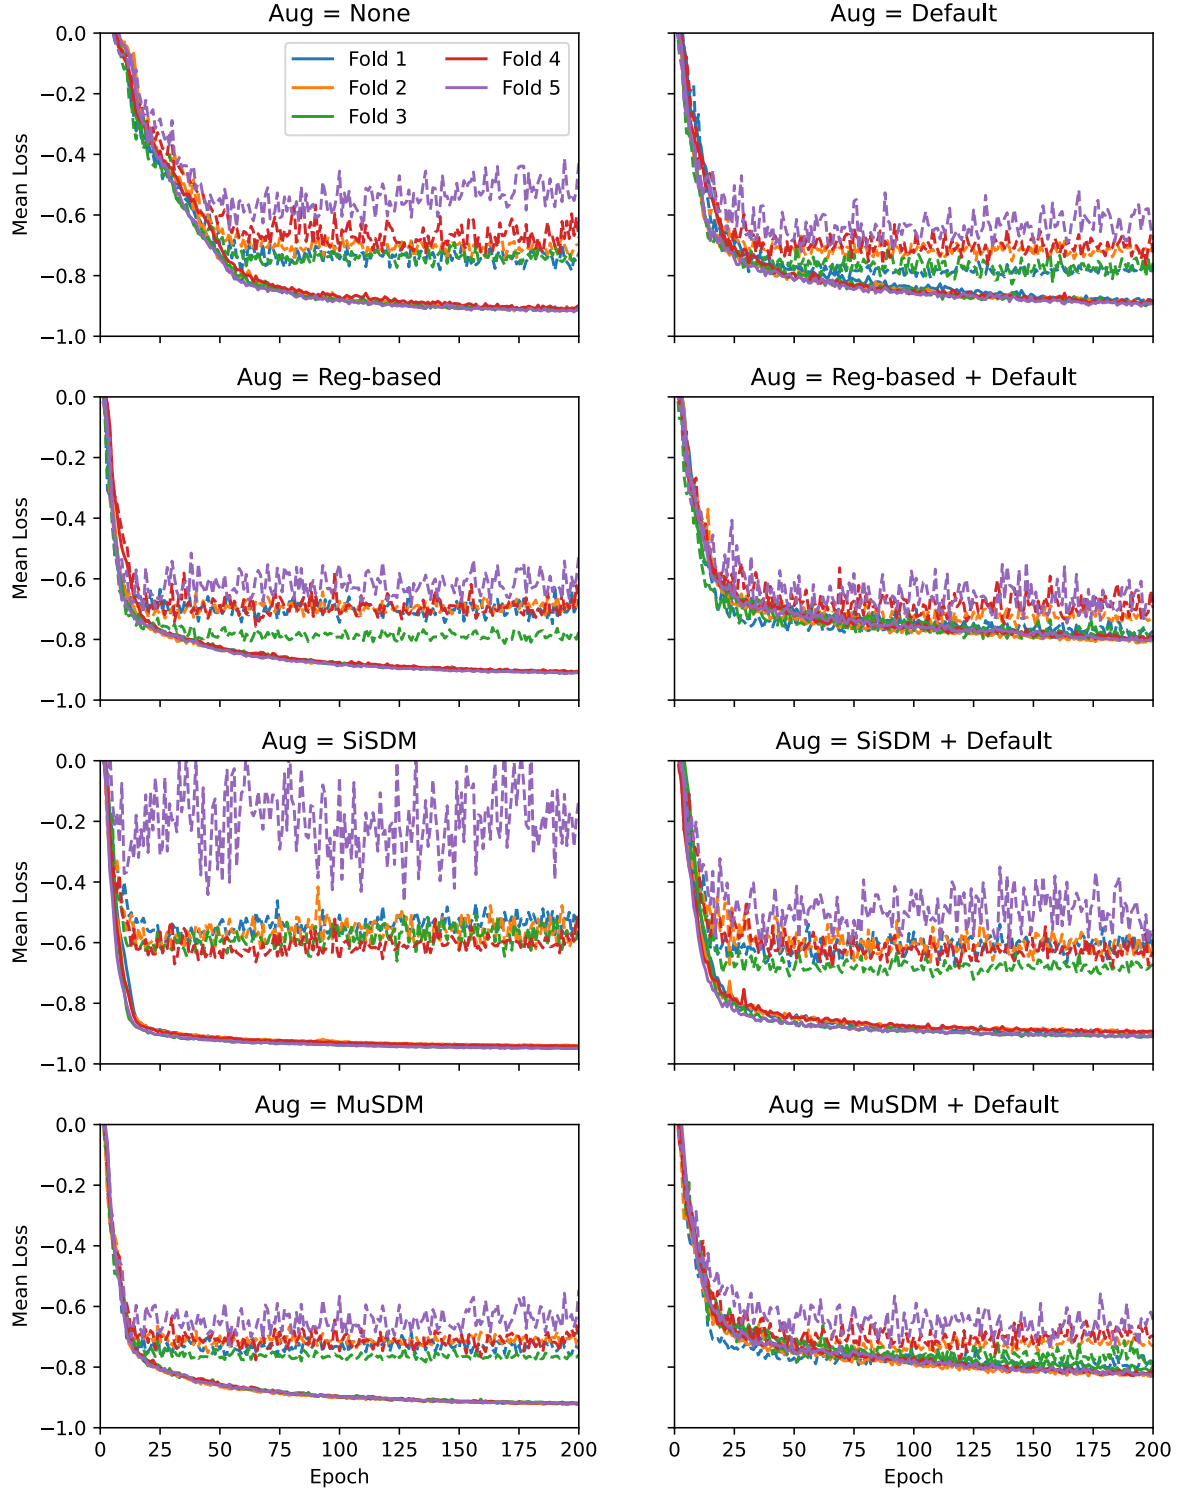 Aug = None
Aug = Default
0.0
−0.2
−0.4
−0.6
−0.8
−1.0
Mean Loss
Fold 1
Fold 2
Fold 3
Fold 4
Fold 5
Aug = Reg-based
Aug = Reg-based + Default
0.0
−0.2
−0.4
−0.6
−0.8
−1.0
Mean Loss
Aug = SiSDM
Aug = SiSDM + Default
0.0
−0.2
−0.4
−0.6
−0.8
−1.0
Mean Loss
Aug = MuSDM
Aug = MuSDM + Default
0.0
−0.2
−0.4
−0.6
−0.8
−1.0
Mean Loss
0 25 50 75 100 125 150 175 200
Epoch
0 25 50 75 100 125 150 175 200
Epoch